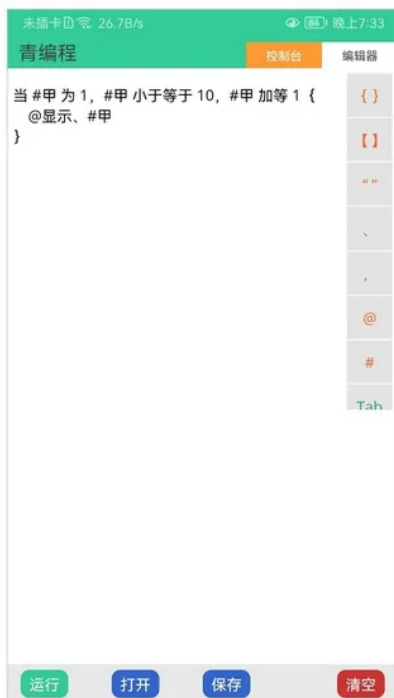 未插卡 26.7B/s 86 晚上7:33
青编程 控制台 编辑器
当 #甲 为 1，#甲 小于等于 10，#甲 加等 1｛
@显示、#甲
｝
｛｝
【】
“”
、
，
@
#
Tab
运行 打开 保存 清空